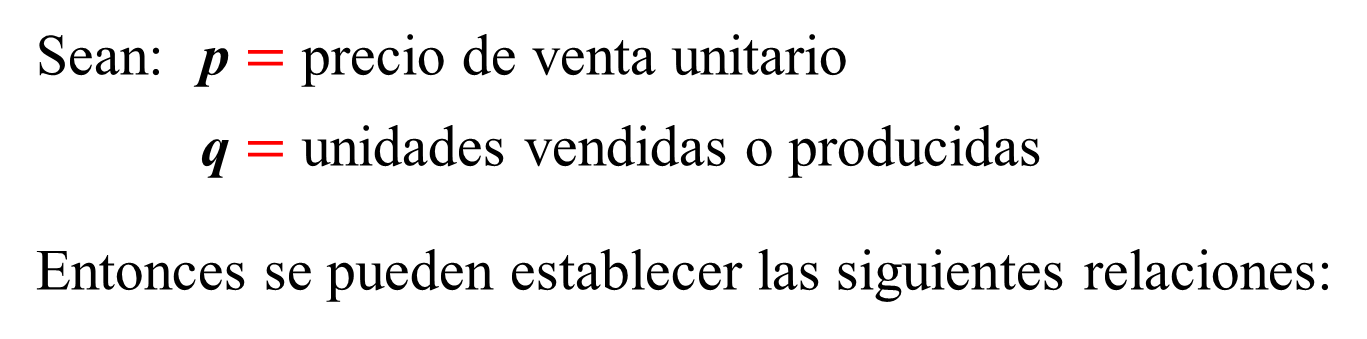 Sean: p = precio de venta unitario
q = unidades vendidas o producidas
Entonces se pueden establecer las siguientes relaciones: